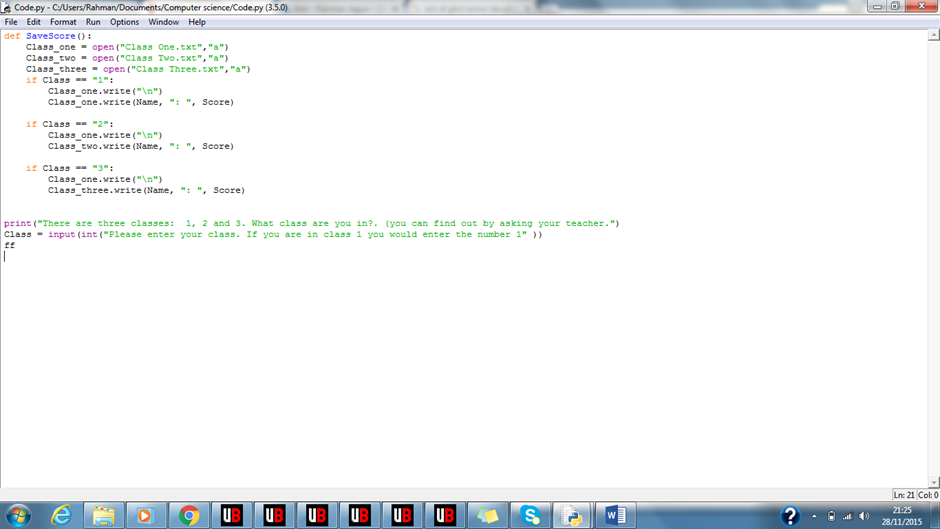 Code.py - C:/Users/Rahman/Documents/Computer science/Code.py (3.5.0)
File Edit Format Run Options Window Help
def SaveScore():
    Class_one = open("Class One.txt","a")
    Class_two = open("Class Two.txt","a")
    Class_three = open("Class Three.txt","a")
    if Class == "1":
        Class_one.write("\n")
        Class_one.write(Name, ": ", Score)
    if Class == "2":
        Class_one.write("\n")
        Class_two.write(Name, ": ", Score)
    if Class == "3":
        Class_one.write("\n")
        Class_three.write(Name, ": ", Score)
print("There are three classes:  1, 2 and 3. What class are you in?. (you can find out by asking your teacher.")
Class = input(int("Please enter your class. If you are in class 1 you would enter the number 1" ))
ff
Ln: 21 Col: 0
21:25
28/11/2015